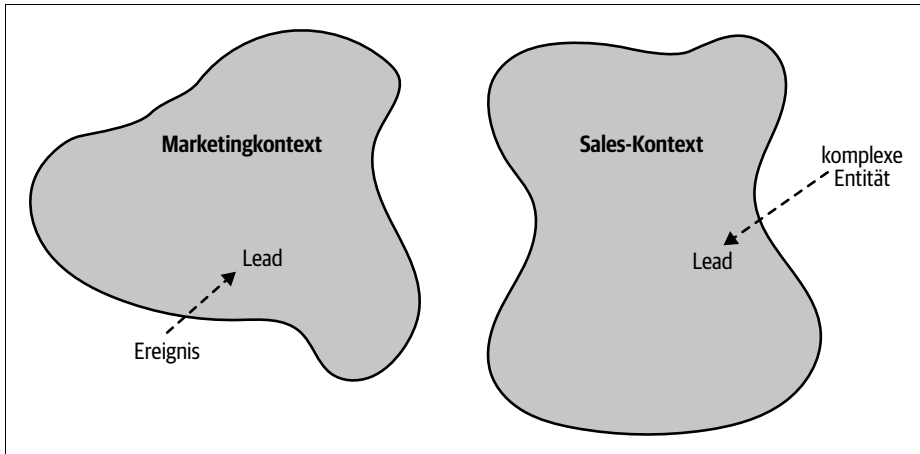 Marketingkontext
Lead
Ereignis
Sales-Kontext
Lead
komplexe
Entität